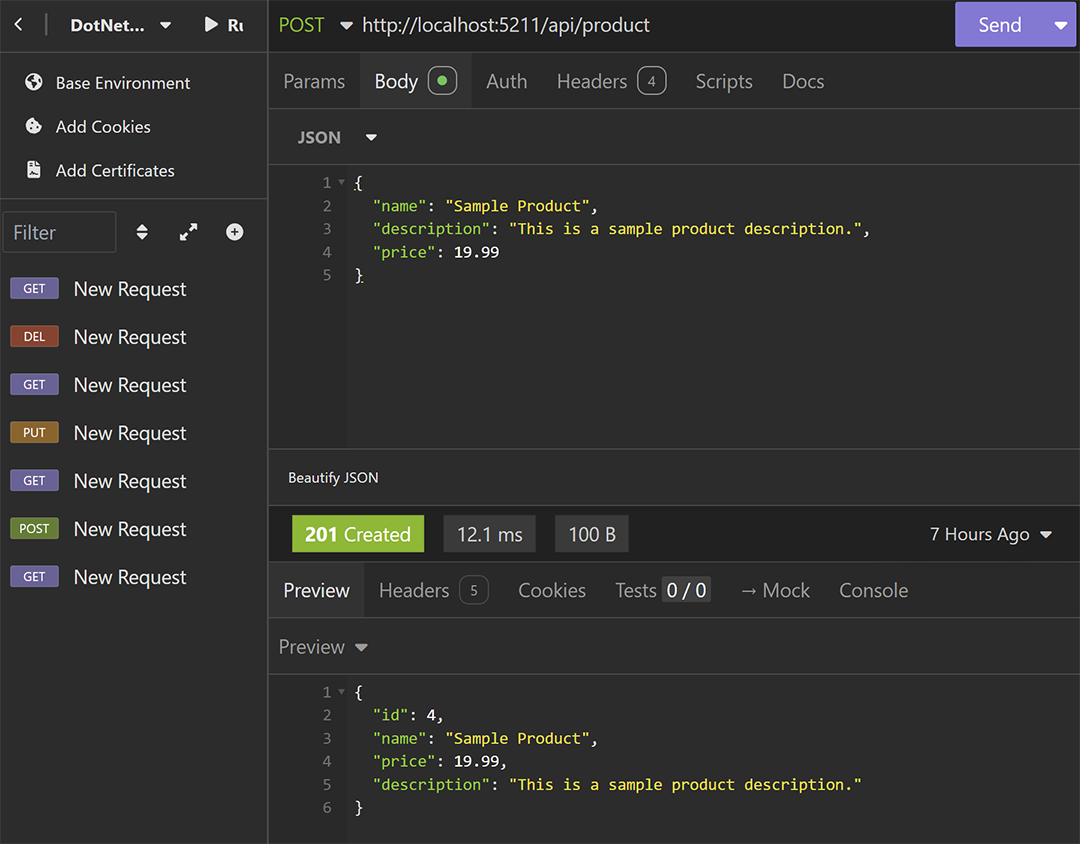 DotNet...
Ru
POST http://localhost:5211/api/product
Send
Base Environment
Add Cookies
Add Certificates
Filter
GET New Request
DEL New Request
GET New Request
PUT New Request
GET New Request
POST New Request
GET New Request
Params Body Auth Headers 4 Scripts Docs
JSON
1 {
2 "name": "Sample Product",
3 "description": "This is a sample product description.",
4 "price": 19.99
5 }
Beautify JSON
201 Created 12.1 ms 100 B 7 Hours Ago
Preview Headers 5 Cookies Tests 0 / 0 → Mock Console
Preview
1 {
2 "id": 4,
3 "name": "Sample Product",
4 "price": 19.99,
5 "description": "This is a sample product description."
6 }